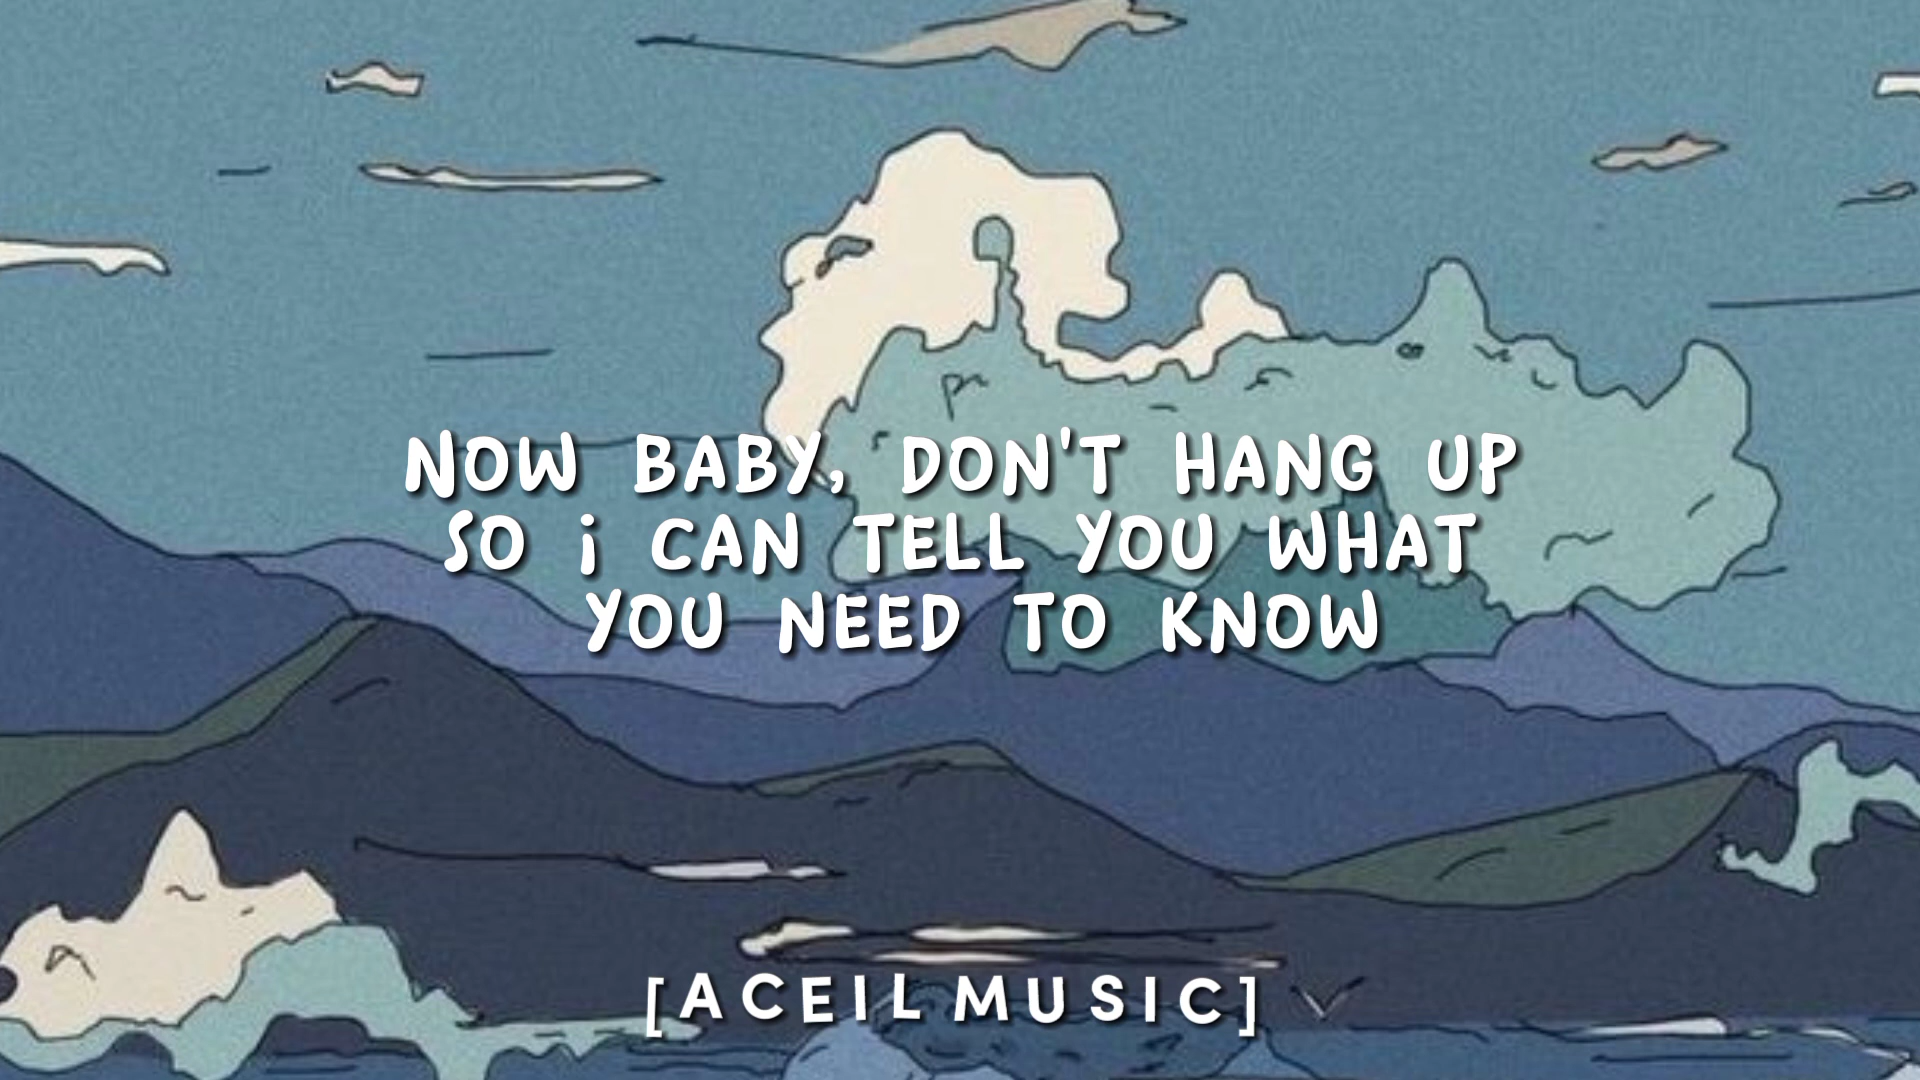 NOW BABY, DON'T HANG UP
SO i CAN TELL YOU WHAT
YOU NEED TO KNOW
[ACEIL MUSIC]